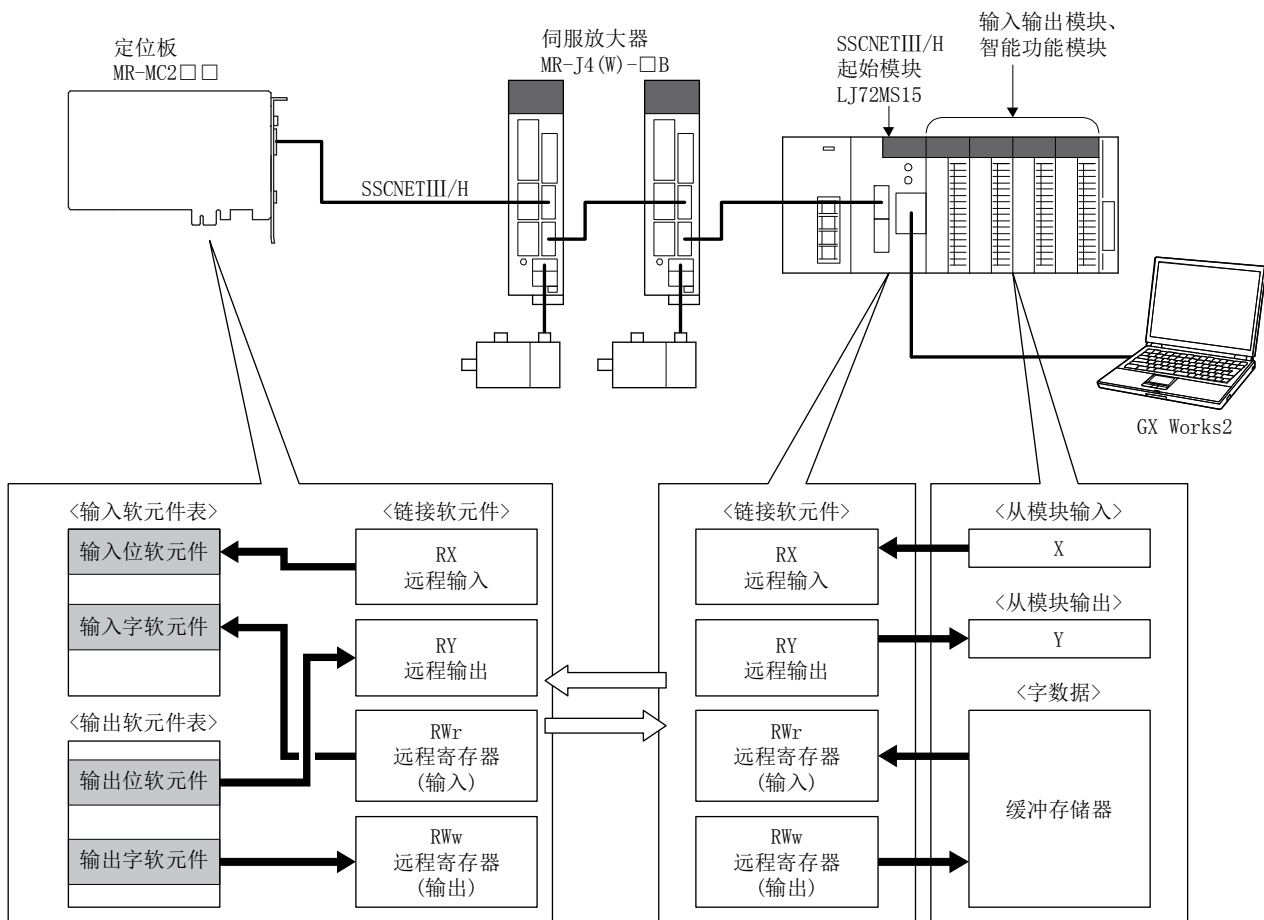 定位板
MR-MC2□□
伺服放大器
MR-J4(W)-□B
SSCNETⅢ/H
起始模块
LJ72MS15
输入输出模块、
智能功能模块
SSCNETⅢ/H
GX Works2
<输入软元件表>
输入位软元件
输入字软元件
<输出软元件表>
输出位软元件
输出字软元件
<链接软元件>
RX
远程输入
RY
远程输出
RWr
远程寄存器
(输入)
RWw
远程寄存器
(输出)
<链接软元件>
RX
远程输入
RY
远程输出
RWr
远程寄存器
(输入)
RWw
远程寄存器
(输出)
<从模块输入>
X
<从模块输出>
Y
<字数据>
缓冲存储器